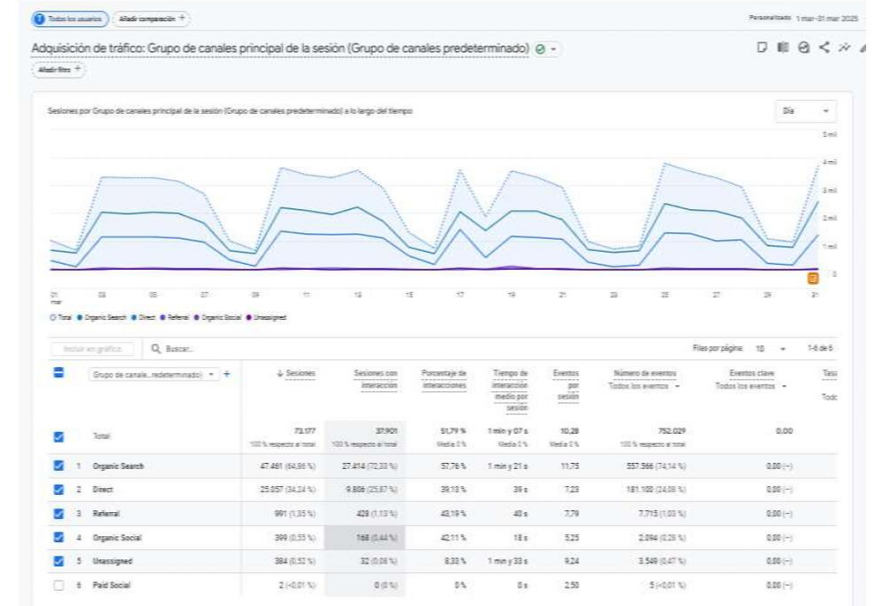 Todos los usuarios Añadir comparación + Personalizado 1 mar-31 mar 2025
Adquisición de tráfico: Grupo de canales principal de la sesión (Grupo de canales predeterminado)
Añadir filtro +
Sesiones por Grupo de canales principal de la sesión (Grupo de canales predeterminado) a lo largo del tiempo
Día
5 mil
4 mil
3 mil
2 mil
1 mil
0
01 03 05 07 09 11 13 15 17 19 21 23 25 27 29 31
mar
Total Organic Search Direct Referral Organic Social Unassigned
Incluir en gráfico Buscar... Filas por página: 10 1-6 de 6
Grupo de canale...redeterminado) + ↓ Sesiones Sesiones con Porcentaje de Tiempo de Eventos Número de eventos Eventos clave Tasa
interacción interacciones interacción por Todos los eventos Todos los eventos
medio por sesión Todo
sesión
Total 73.177 37.901 51,79 % 1 min y 07 s 10,28 752.029 0,00
100 % respecto al total 100 % respecto al total Media 0 % Media 0 % Media 0 % 100 % respecto al total
1 Organic Search 47.461 (64,86 %) 27.414 (72,33 %) 57,76 % 1 min y 21 s 11,75 557.566 (74,14 %) 0,00 (–)
2 Direct 25.057 (34,24 %) 9.806 (25,87 %) 39,13 % 39 s 7,23 181.100 (24,08 %) 0,00 (–)
3 Referral 991 (1,35 %) 428 (1,13 %) 43,19 % 40 s 7,79 7.715 (1,03 %) 0,00 (–)
4 Organic Social 399 (0,55 %) 168 (0,44 %) 42,11 % 18 s 5,25 2.094 (0,28 %) 0,00 (–)
5 Unassigned 384 (0,52 %) 32 (0,08 %) 8,33 % 1 min y 33 s 9,24 3.549 (0,47 %) 0,00 (–)
6 Paid Social 2 (<0,01 %) 0 (0 %) 0 % 0 s 2,50 5 (<0,01 %) 0,00 (–)